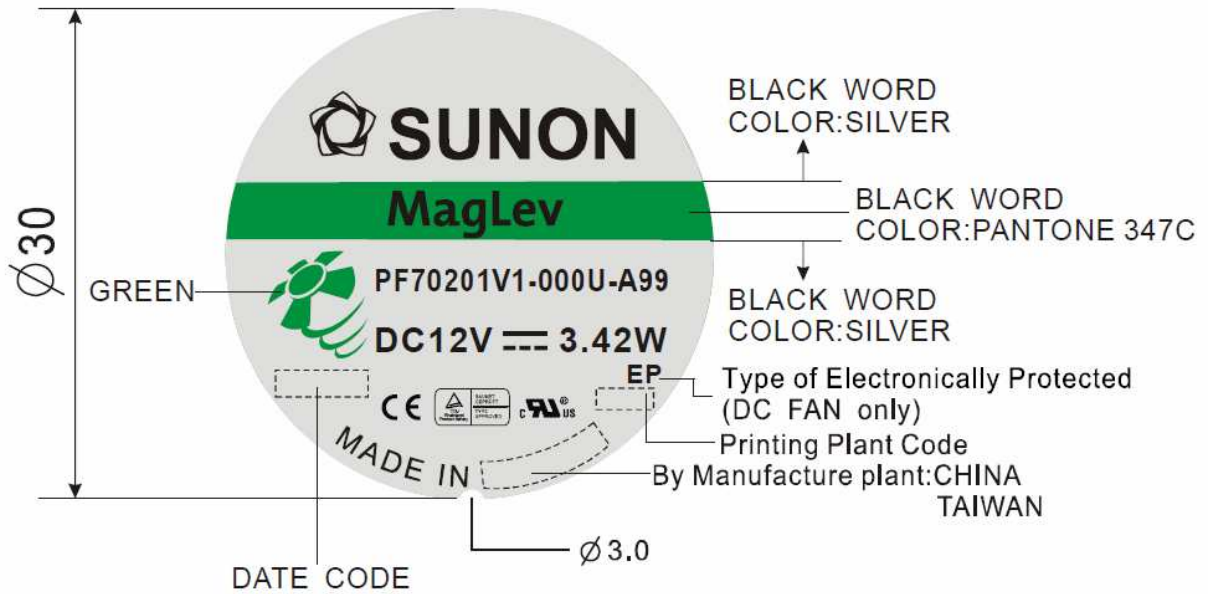 BLACK WORD
COLOR:SILVER
SUNON
MagLev
BLACK WORD
COLOR:PANTONE 347C
Ø30
GREEN
PF70201V1-000U-A99
BLACK WORD
COLOR:SILVER
DC12V 3.42W
EP
Type of Electronically Protected
(DC FAN only)
CE
c RU ® US
Printing Plant Code
MADE IN
By Manufacture plant:CHINA
TAIWAN
Ø3.0
DATE CODE